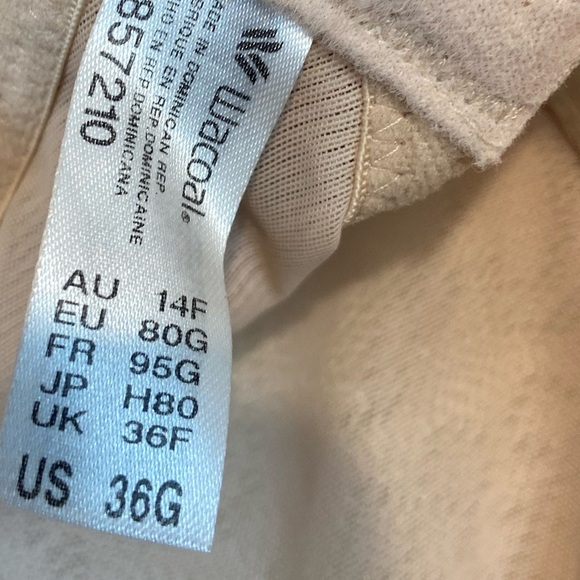 Wacoal®
MADE IN DOMINICAN REP.
FABRIQUE EN REP.DOMINICAINE
HECHO EN REP.DOMINICANA
857210
AU 14F
EU 80G
FR 95G
JP H80
UK 36F
US 36G